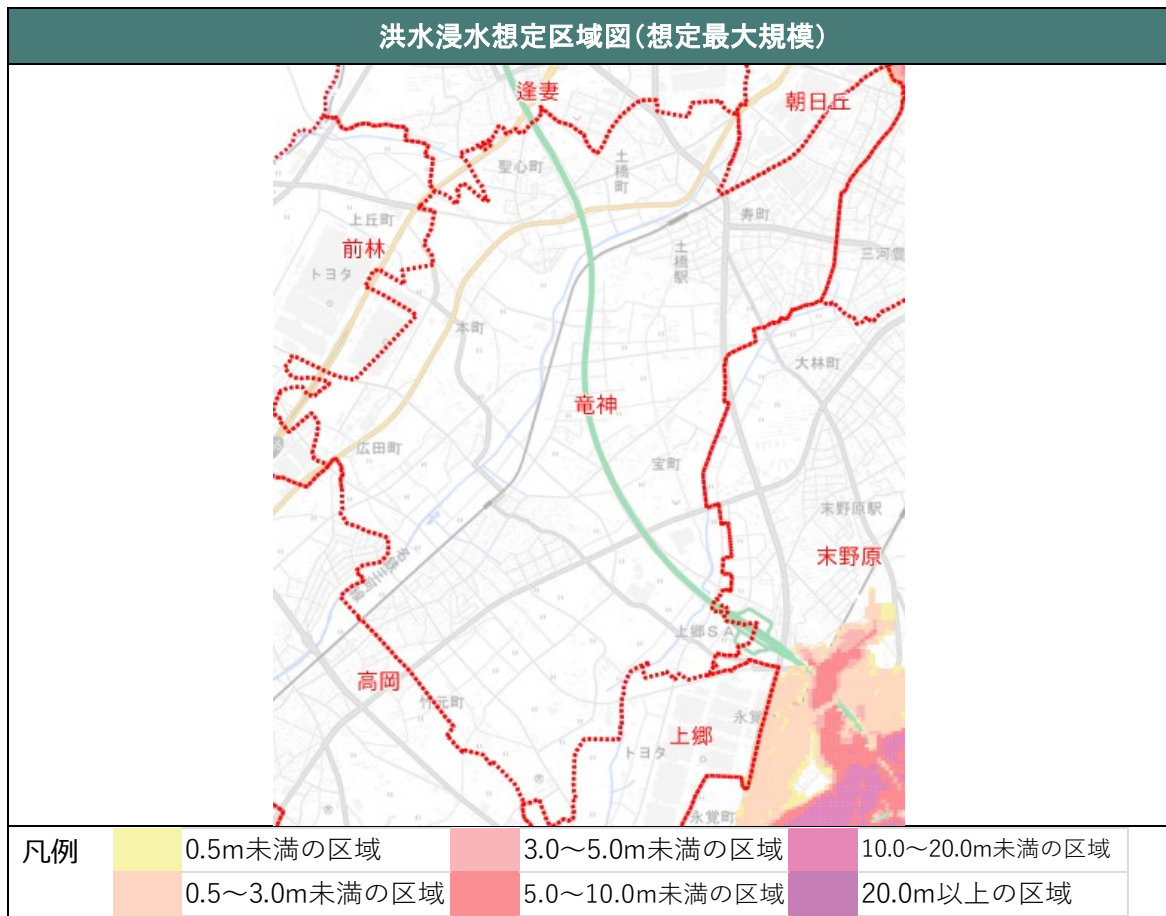 洪水浸水想定区域図(想定最大規模)
逢妻
朝日丘
聖心町
土橋町
上丘町
寿町
前林
土橋駅
三河豊
トヨタ
本町
大林町
竜神
広田町
宝町
末野原駅
末野原
名鉄三河線
上郷SA
高岡
竹元町
永覚
上郷
トヨタ
永覚町
凡例
0.5m未満の区域
3.0~5.0m未満の区域
10.0~20.0m未満の区域
0.5~3.0m未満の区域
5.0~10.0m未満の区域
20.0m以上の区域